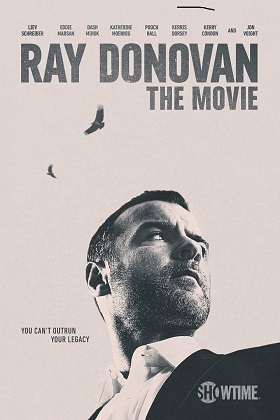 LIEV SCHREIBER EDDIE MARSAN DASH MIHOK KATHERINE MOENNIG POOCH HALL KERRIS DORSEY KERRY CONDON AND JON VOIGHT
RAY DONOVAN
THE MOVIE
YOU CAN'T OUTRUN
YOUR LEGACY
SHOWTIME